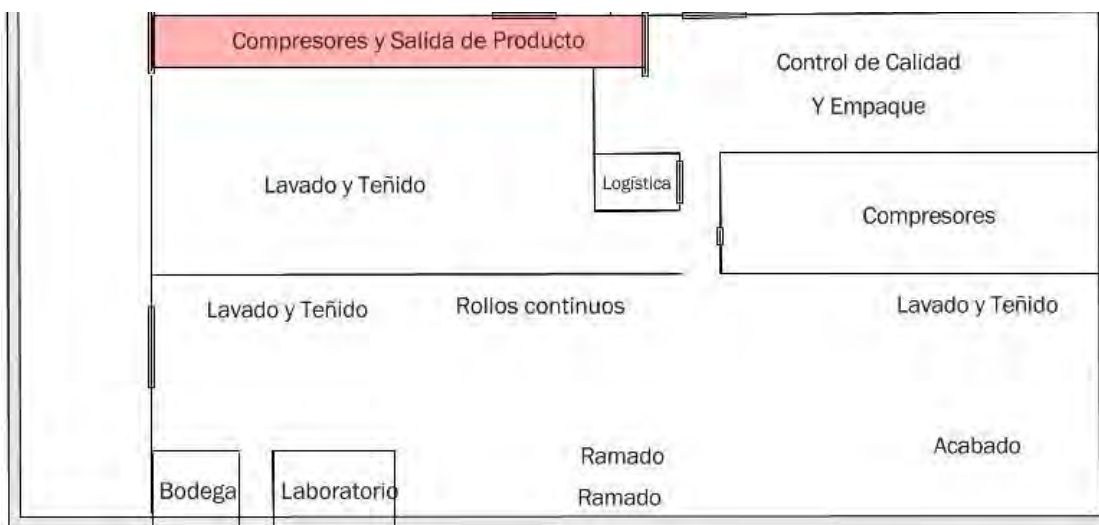 Compresores y Salida de Producto
Control de Calidad
Y Empaque
Lavado y Teñido
Logística
Compresores
Lavado y Teñido
Rollos continuos
Lavado y Teñido
Ramado
Acabado
Bodega
Laboratorio
Ramado